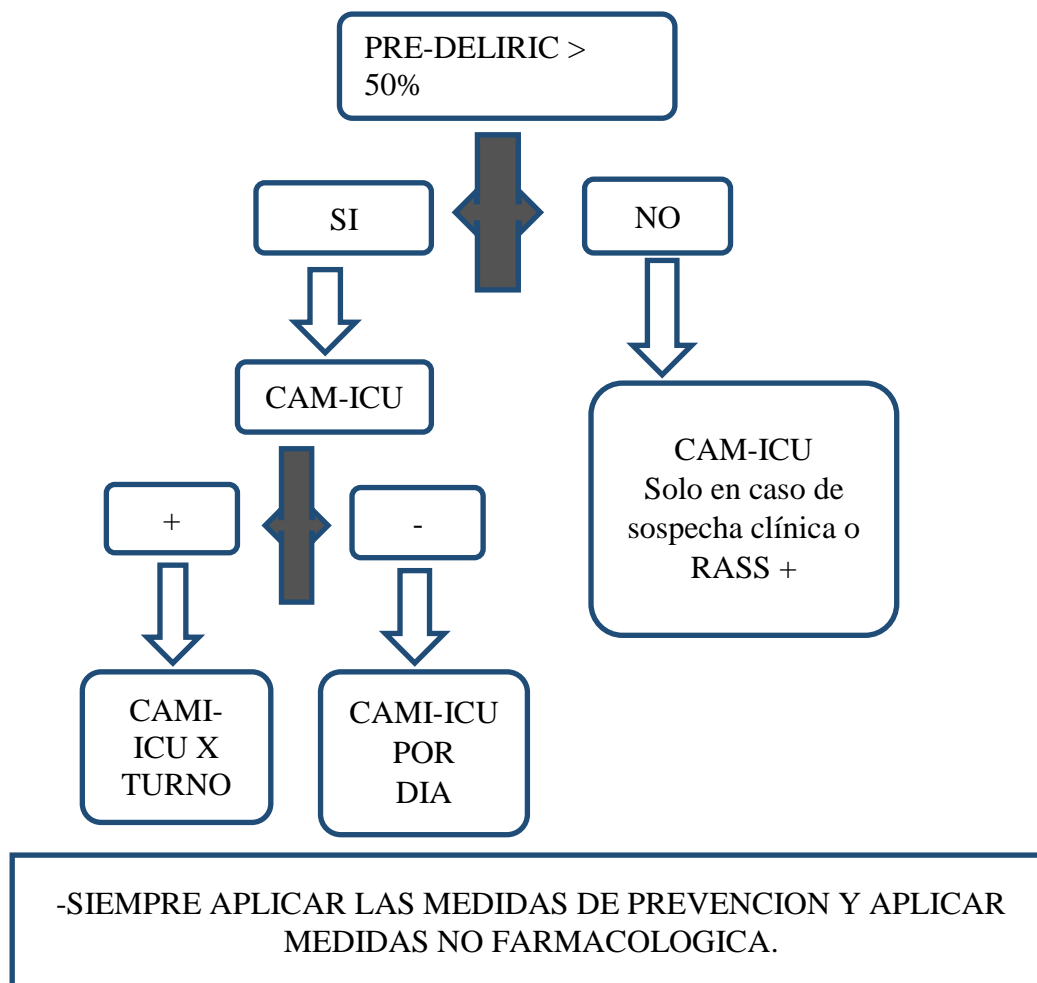 PRE-DELIRIC >
50%
SI
NO
CAM-ICU
CAM-ICU
Solo en caso de
sospecha clínica o
RASS +
+
-
CAMI-
ICU X
TURNO
CAMI-ICU
POR
DIA
-SIEMPRE APLICAR LAS MEDIDAS DE PREVENCION Y APLICAR
MEDIDAS NO FARMACOLOGICA.